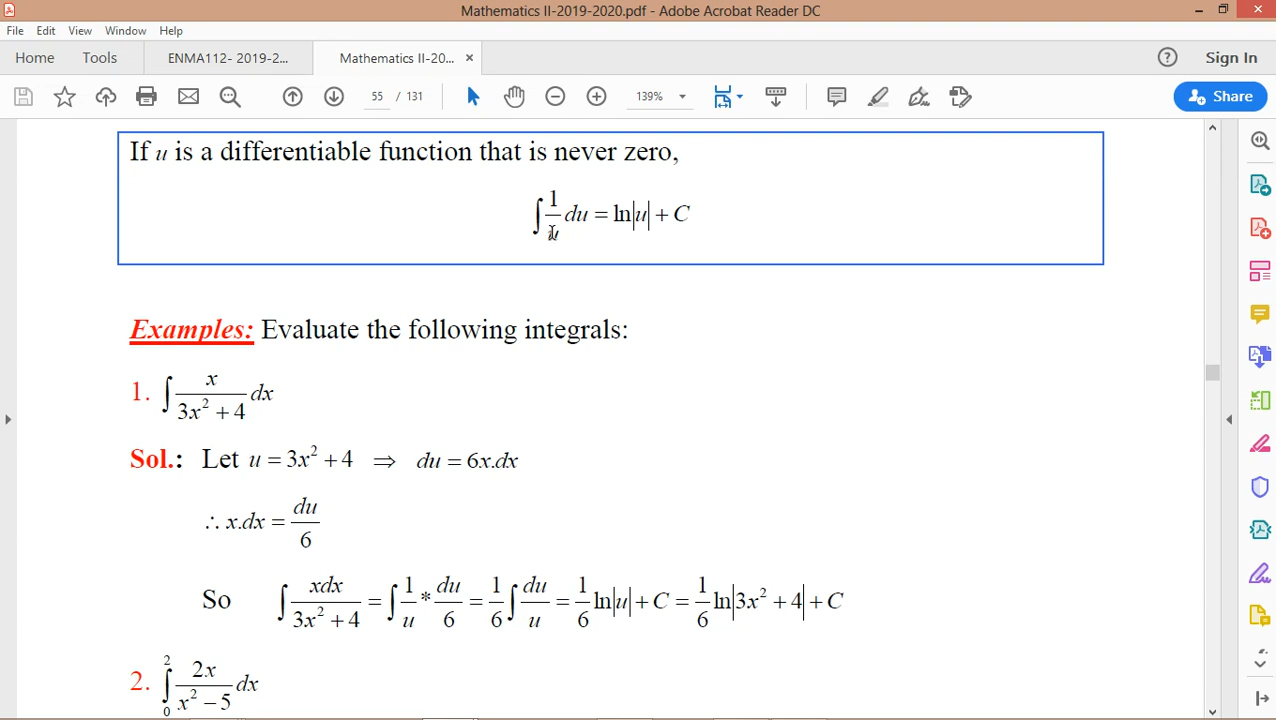 Mathematics II-2019-2020.pdf - Adobe Acrobat Reader DC
File Edit View Window Help
Home Tools ENMA112- 2019-2... Mathematics II-20... × Sign In
55 / 131 139% Share
If u is a differentiable function that is never zero,
∫ 1/u du = ln|u| + C
Examples: Evaluate the following integrals:
1. ∫ x/(3x² + 4) dx
Sol.: Let u = 3x² + 4 ⇒ du = 6x.dx
∴ x.dx = du/6
So ∫ xdx/(3x² + 4) = ∫ 1/u * du/6 = 1/6 ∫ du/u = 1/6 ln|u| + C = 1/6 ln|3x² + 4| + C
2. ∫₀² 2x/(x² − 5) dx